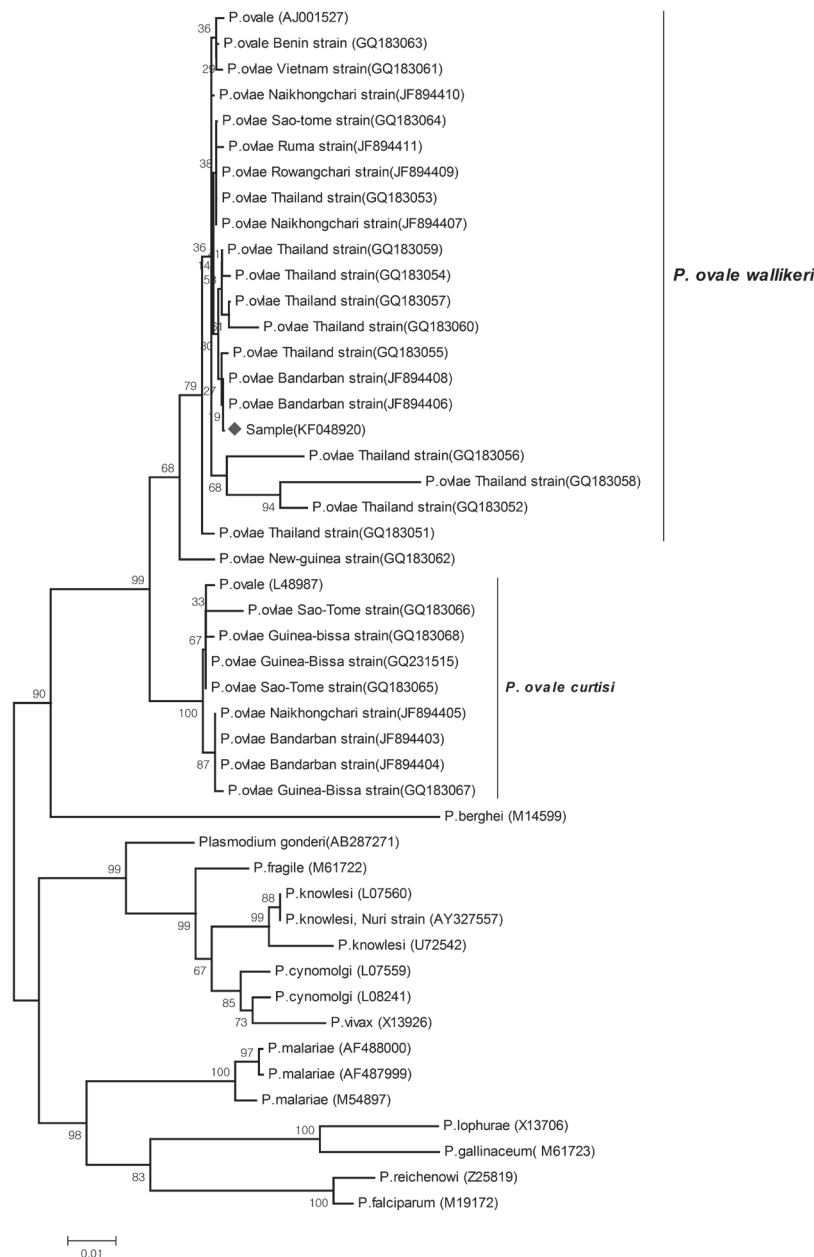 P.ovale (AJ001527)
36
P.ovale Benin strain (GQ183063)
29
P.ovlae Vietnam strain(GQ183061)
P.ovlae Naikhongchari strain(JF894410)
P.ovlae Sao-tome strain(GQ183064)
P.ovlae Ruma strain(JF894411)
38
P.ovlae Rowangchari strain(JF894409)
P.ovlae Thailand strain(GQ183053)
P.ovlae Naikhongchari strain(JF894407)
36
P.ovlae Thailand strain(GQ183059)
14
P.ovlae Thailand strain(GQ183054)
P. ovale wallikeri
P.ovlae Thailand strain(GQ183057)
61
P.ovlae Thailand strain(GQ183060)
30
P.ovlae Thailand strain(GQ183055)
P.ovlae Bandarban strain(JF894408)
79
27
P.ovlae Bandarban strain(JF894406)
19
Sample(KF048920)
P.ovlae Thailand strain(GQ183056)
68
P.ovlae Thailand strain(GQ183058)
68
94
P.ovlae Thailand strain(GQ183052)
P.ovlae Thailand strain(GQ183051)
P.ovlae New-guinea strain(GQ183062)
99
P.ovale (L48987)
33
P.ovlae Sao-Tome strain(GQ183066)
67
P.ovlae Guinea-bissa strain(GQ183068)
P.ovlae Guinea-Bissa strain(GQ231515)
P.ovlae Sao-Tome strain(GQ183065)
P. ovale curtisi
90
100
P.ovlae Naikhongchari strain(JF894405)
P.ovlae Bandarban strain(JF894403)
87
P.ovlae Bandarban strain(JF894404)
P.ovlae Guinea-Bissa strain(GQ183067)
P.berghei (M14599)
Plasmodium gonderi(AB287271)
99
P.fragile (M61722)
88
P.knowlesi (L07560)
99
99
P.knowlesi, Nuri strain (AY327557)
P.knowlesi (U72542)
67
P.cynomolgi (L07559)
85
P.cynomolgi (L08241)
73
P.vivax (X13926)
97
P.malariae (AF488000)
100
P.malariae (AF487999)
P.malariae (M54897)
98
100
P.lophurae (X13706)
P.gallinaceum( M61723)
83
P.reichenowi (Z25819)
100
P.falciparum (M19172)
0.01